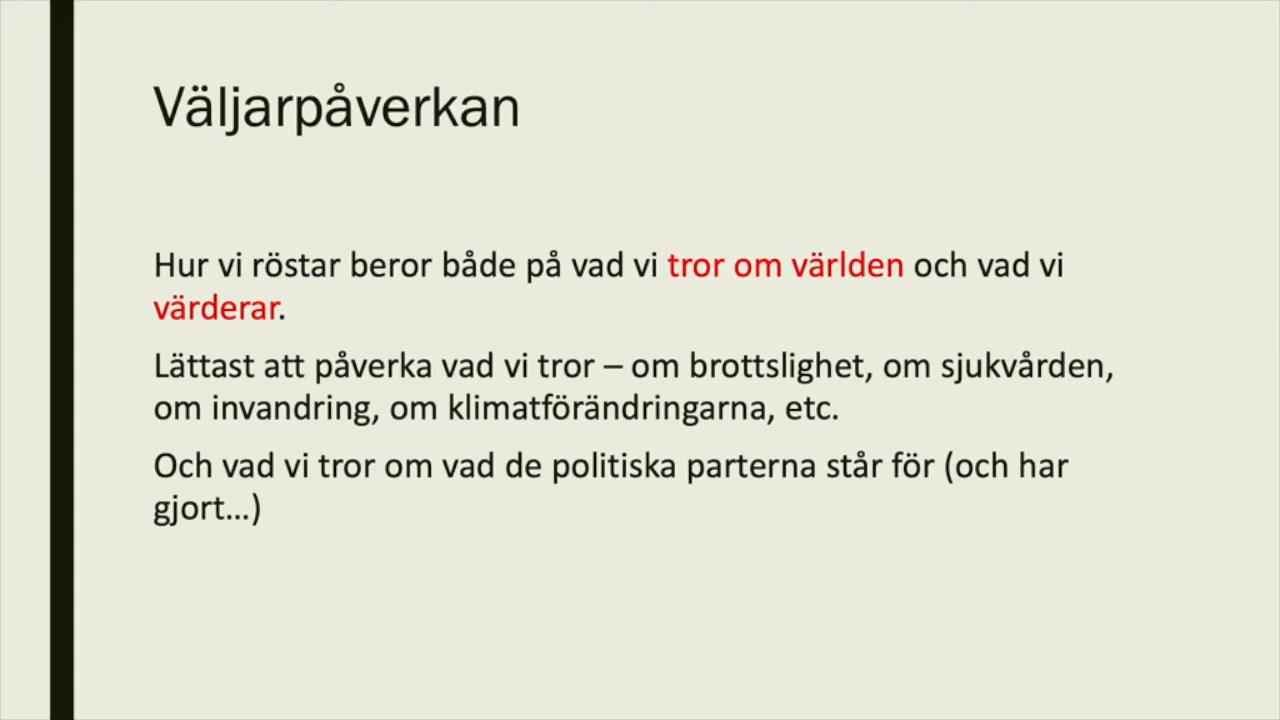 Väljarpåverkan
Hur vi röstar beror både på vad vi tror om världen och vad vi
värderar.
Lättast att påverka vad vi tror – om brottslighet, om sjukvården,
om invandring, om klimatförändringarna, etc.
Och vad vi tror om vad de politiska parterna står för (och har
gjort…)